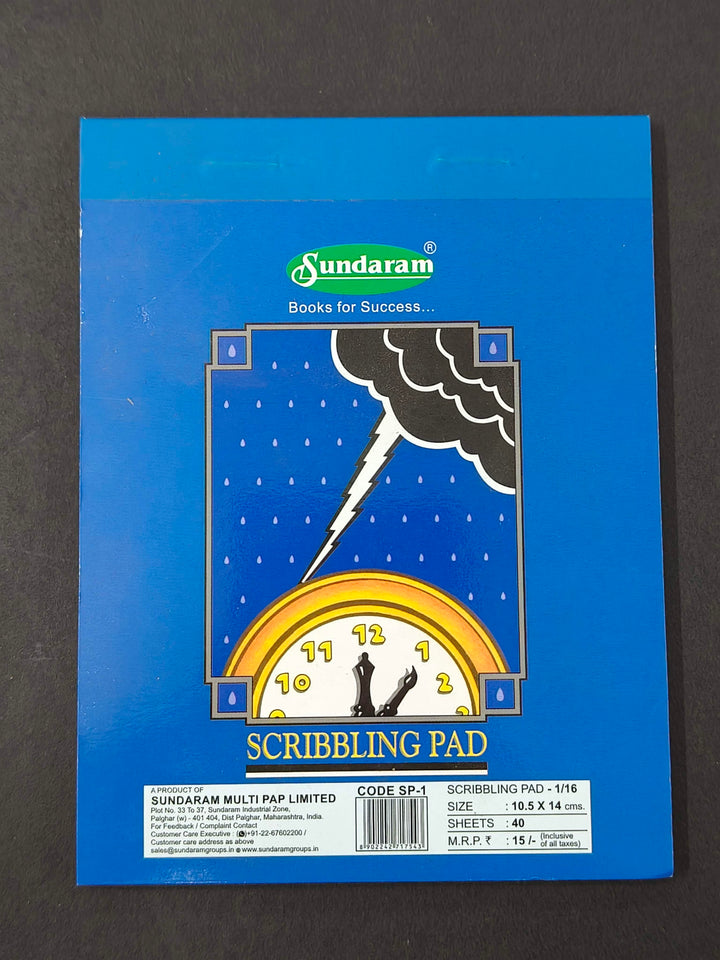 Sundaram ®
Books for Success...
12
11 1
10 2
SCRIBBLING PAD
A PRODUCT OF
SUNDARAM MULTI PAP LIMITED
Plot No. 33 To 37, Sundaram Industrial Zone,
Palghar (w) - 401 404, Dist Palghar, Maharashtra, India.
For Feedback / Complaint Contact
Customer Care Executive : +91-22-67602200 /
Customer care address as above
sales@sundaramgroups.in ● www.sundaramgroups.in
CODE SP-1
8 902242 717543
SCRIBBLING PAD - 1/16
SIZE : 10.5 X 14 cms.
SHEETS : 40
M.R.P. ₹ : 15 /- (Inclusive of all taxes)